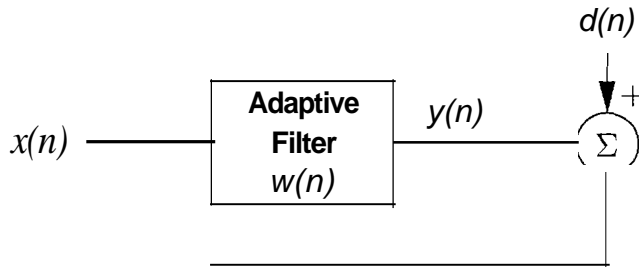 d(n)
+
Adaptive
Filter
w(n)
x(n)
y(n)
Σ